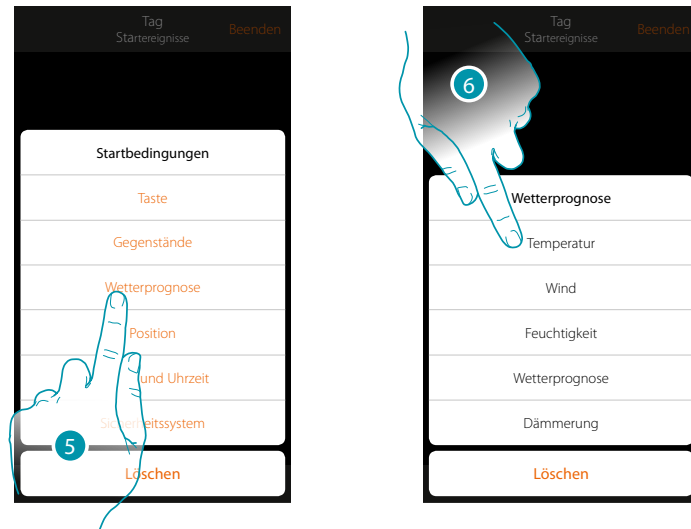 Tag
Startereignisse
Beenden
Startbedingungen
Taste
Gegenstände
Wetterprognose
Position
und Uhrzeit
Sicherheitssystem
Löschen
5
Tag
Startereignisse
Beenden
6
Wetterprognose
Temperatur
Wind
Feuchtigkeit
Wetterprognose
Dämmerung
Löschen